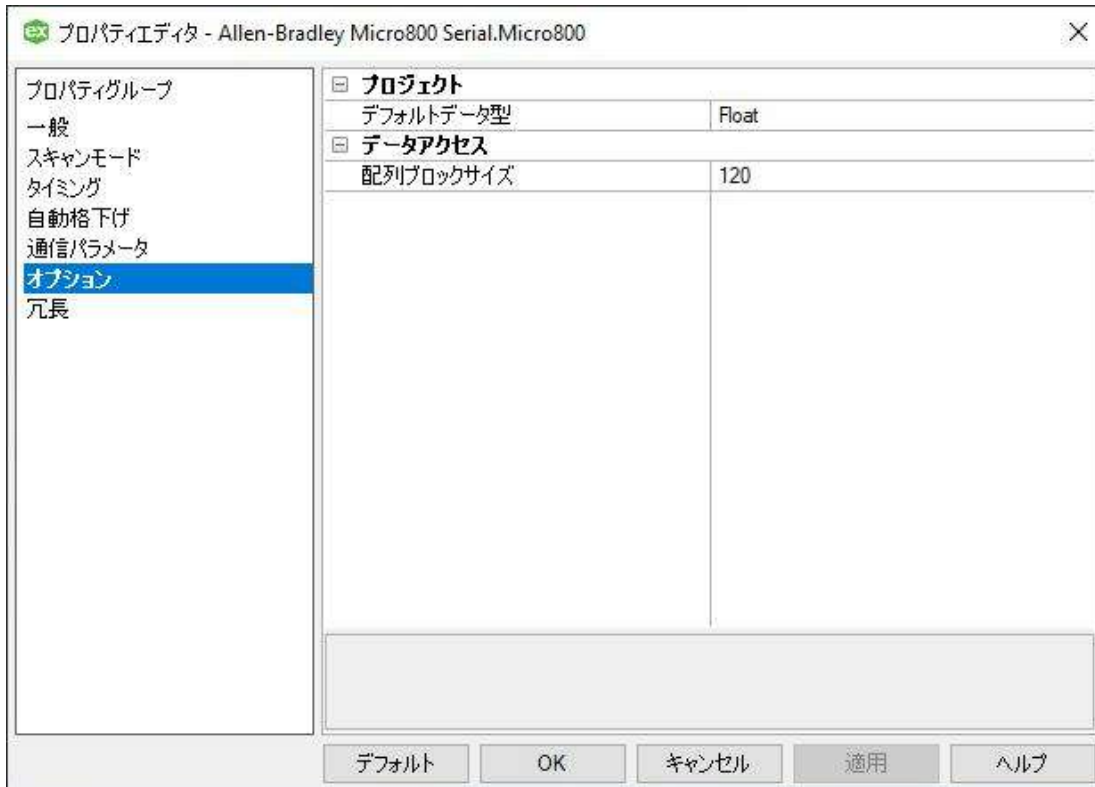 プロパティエディタ - Allen-Bradley Micro800 Serial.Micro800
プロパティグループ
一般
スキャンモード
タイミング
自動格下げ
通信パラメータ
オプション
冗長
プロジェクト
デフォルトデータ型 Float
データアクセス
配列ブロックサイズ 120
デフォルト OK キャンセル 適用 ヘルプ